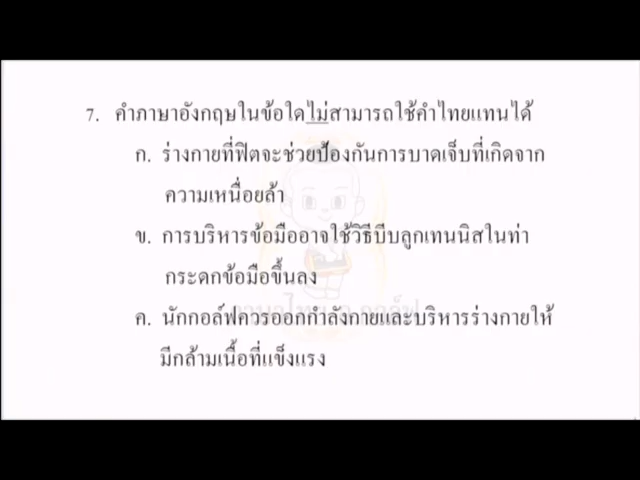 7. คำภาษาอังกฤษในข้อใดไม่สามารถใช้คำไทยแทนได้
ก. ร่างกายที่ฟิตจะช่วยป้องกันการบาดเจ็บที่เกิดจาก
ความเหนื่อยล้า
ข. การบริหารข้อมืออาจใช้วิธีบีบลูกเทนนิสในท่า
กระดกข้อมือขึ้นลง
ค. นักกอล์ฟควรออกกำลังกายและบริหารร่างกายให้
มีกล้ามเนื้อที่แข็งแรง